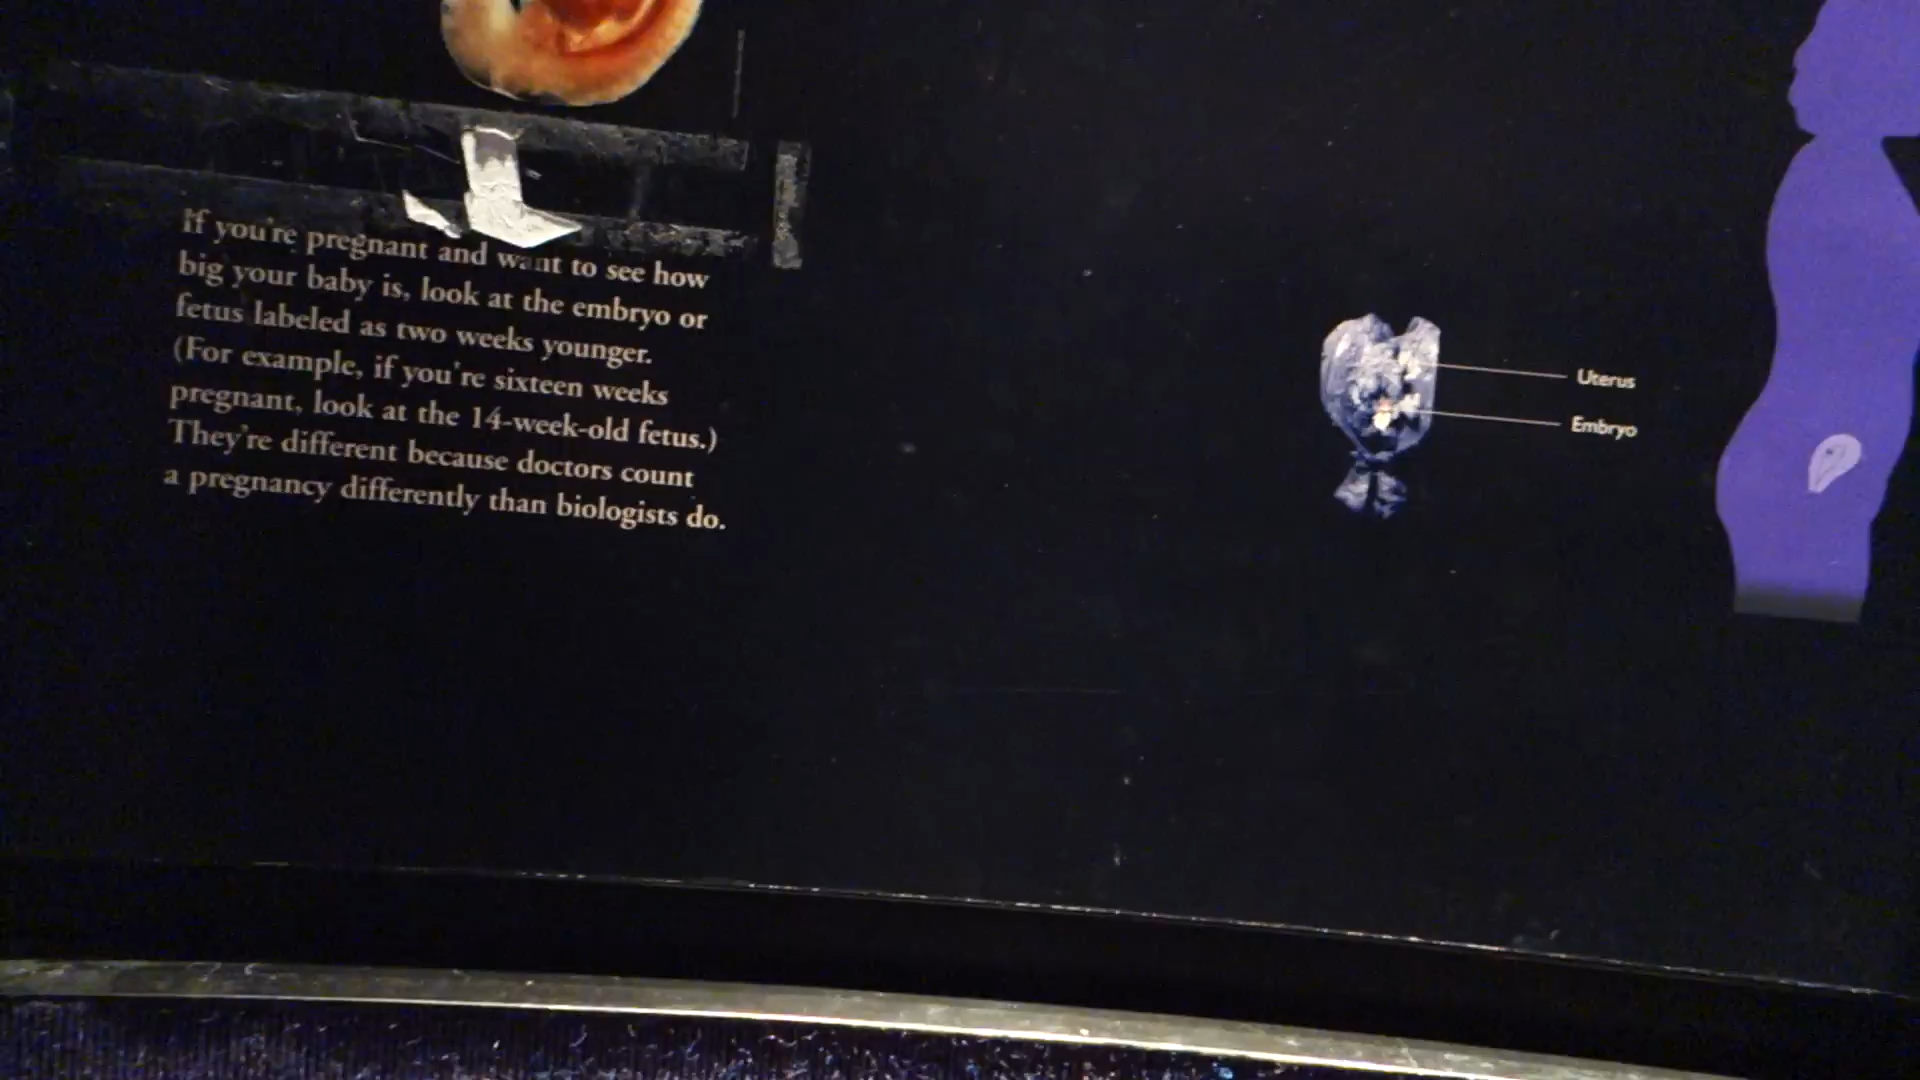 If you're pregnant and want to see how
big your baby is, look at the embryo or
fetus labeled as two weeks younger.
(For example, if you're sixteen weeks
pregnant, look at the 14-week-old fetus.)
They're different because doctors count
a pregnancy differently than biologists do.
Uterus
Embryo